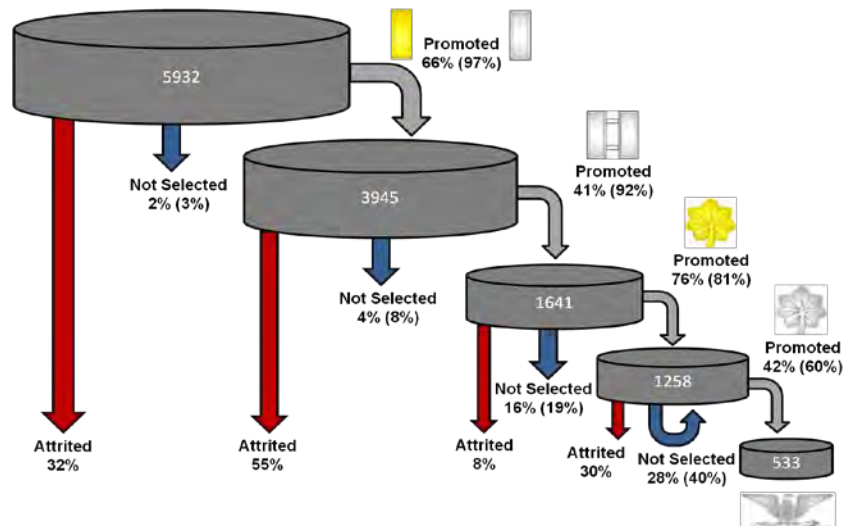 5932
Promoted
66% (97%)
Not Selected
2% (3%)
Attrited
32%
3945
Promoted
41% (92%)
Not Selected
4% (8%)
Attrited
55%
1641
Promoted
76% (81%)
Not Selected
16% (19%)
Attrited
8%
1258
Promoted
42% (60%)
Attrited
30%
Not Selected
28% (40%)
533